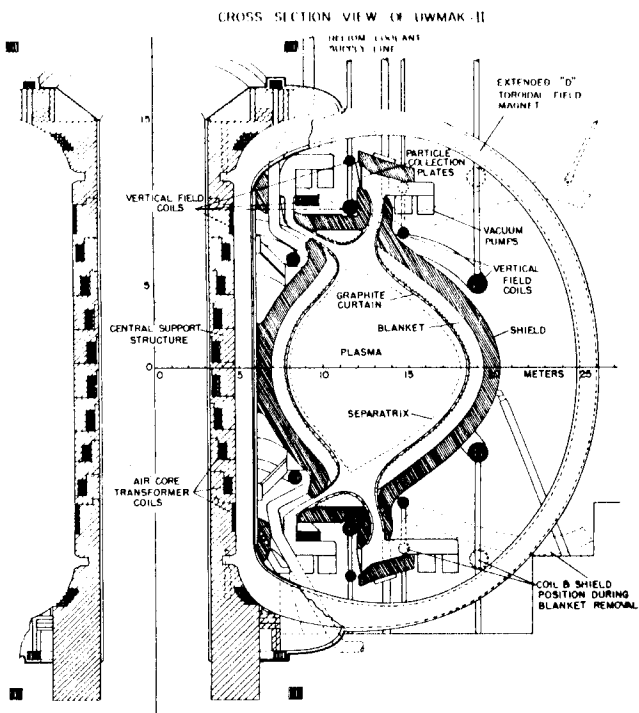 CROSS SECTION VIEW OF UWMAK-II
HELIUM COOLANT
SUPPLY LINE
EXTENDED "D"
TOROIDAL FIELD
MAGNET
15
PARTICLE
COLLECTION
PLATES
VERTICAL FIELD
COILS
VACUUM
PUMPS
VERTICAL
FIELD
COILS
5
GRAPHITE
CURTAIN
BLANKET
SHIELD
CENTRAL SUPPORT
STRUCTURE
PLASMA
0
0 5 10 15 20 METERS 25
SEPARATRIX
AIR CORE
TRANSFORMER
COILS
COIL & SHIELD
POSITION DURING
BLANKET REMOVAL